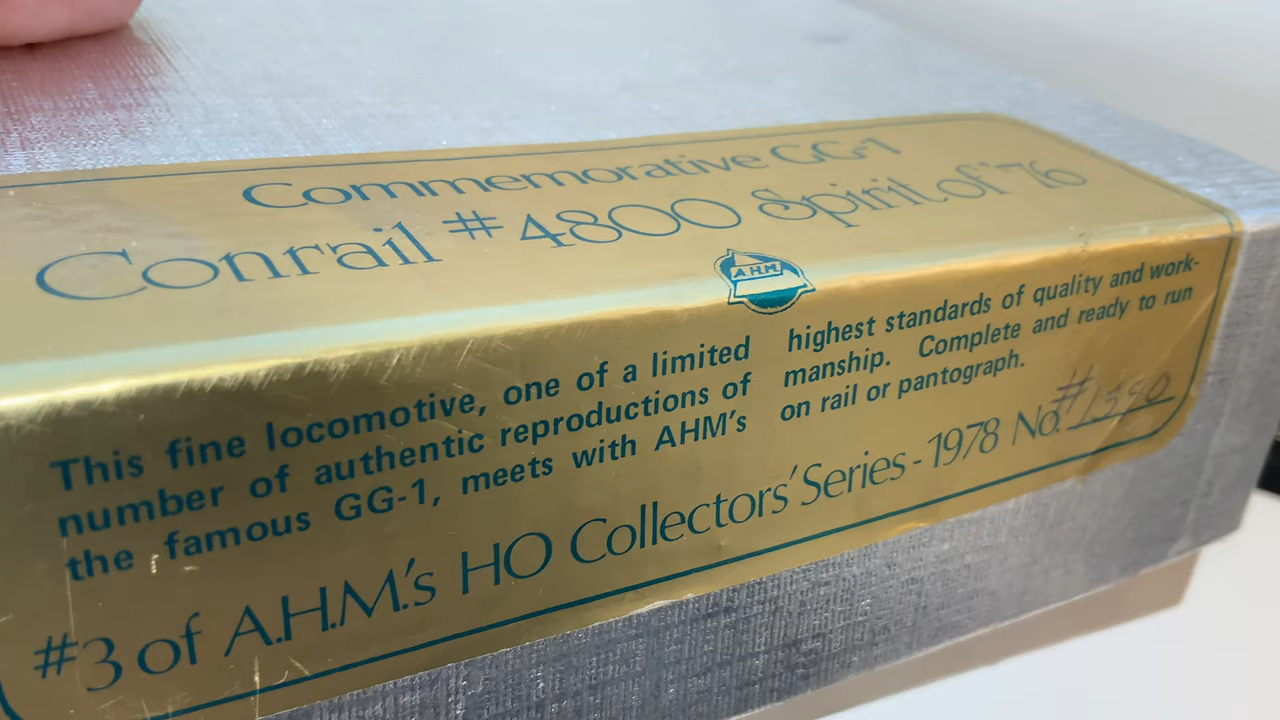 Commemorative GG-1
Conrail #4800 Spirit of '76
AHM
This fine locomotive, one of a limited
number of authentic reproductions of
the famous GG-1, meets with AHM's
highest standards of quality and work-
manship. Complete and ready to run
on rail or pantograph.
#3 of A.H.M.'s HO Collectors' Series - 1978 No. #1390